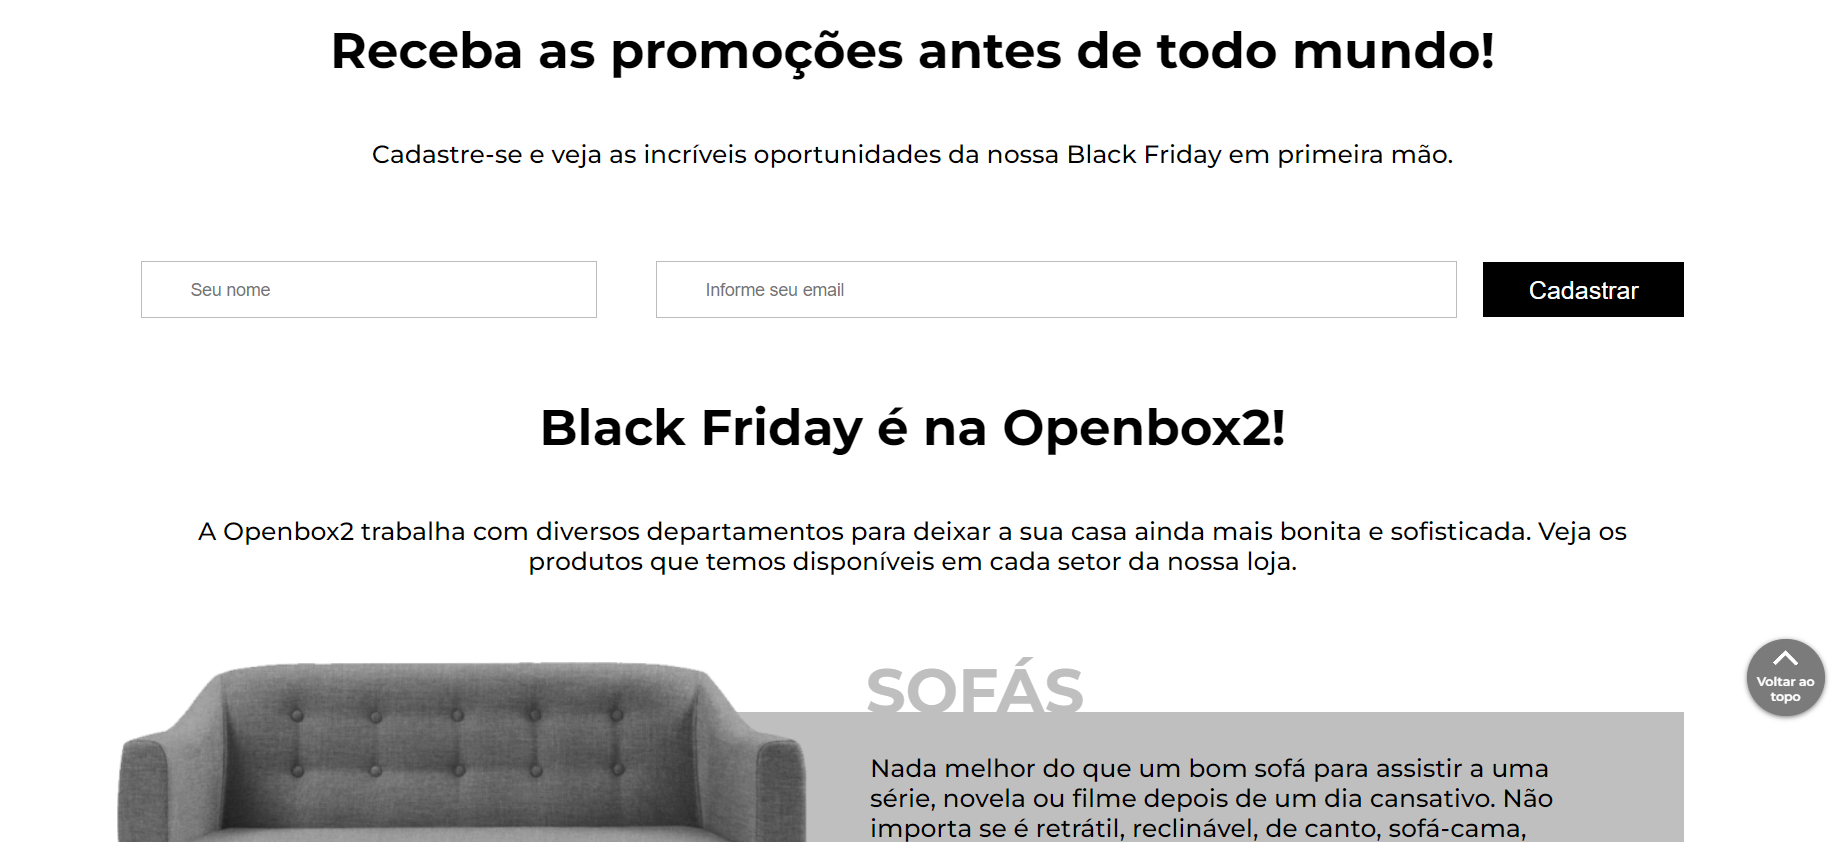 Receba as promoções antes de todo mundo!
Cadastre-se e veja as incríveis oportunidades da nossa Black Friday em primeira mão.
Seu nome
Informe seu email
Cadastrar
Black Friday é na Openbox2!
A Openbox2 trabalha com diversos departamentos para deixar a sua casa ainda mais bonita e sofisticada. Veja os
produtos que temos disponíveis em cada setor da nossa loja.
SOFÁS
Voltar ao
topo
Nada melhor do que um bom sofá para assistir a uma
série, novela ou filme depois de um dia cansativo. Não
importa se é retrátil, reclinável, de canto, sofá-cama,